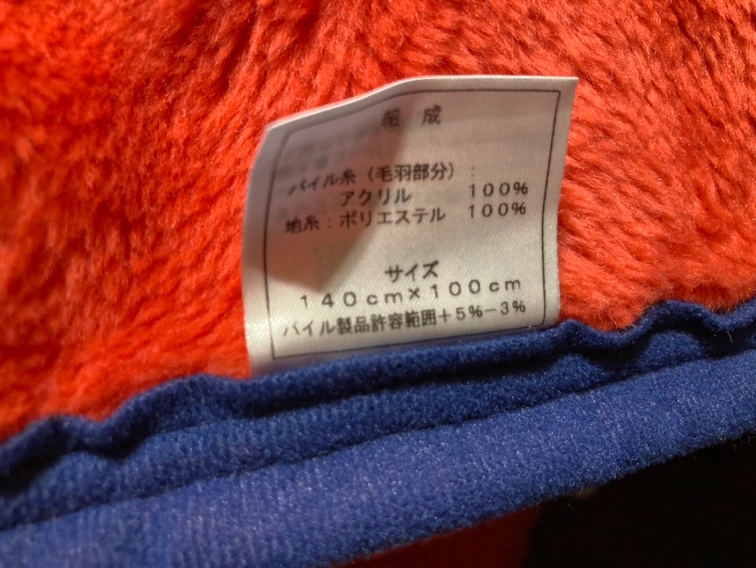 組成
パイル糸（毛羽部分）：
アクリル １００％
地糸：ポリエステル １００％
サイズ
１４０ｃｍ×１００ｃｍ
パイル製品許容範囲＋５％−３％